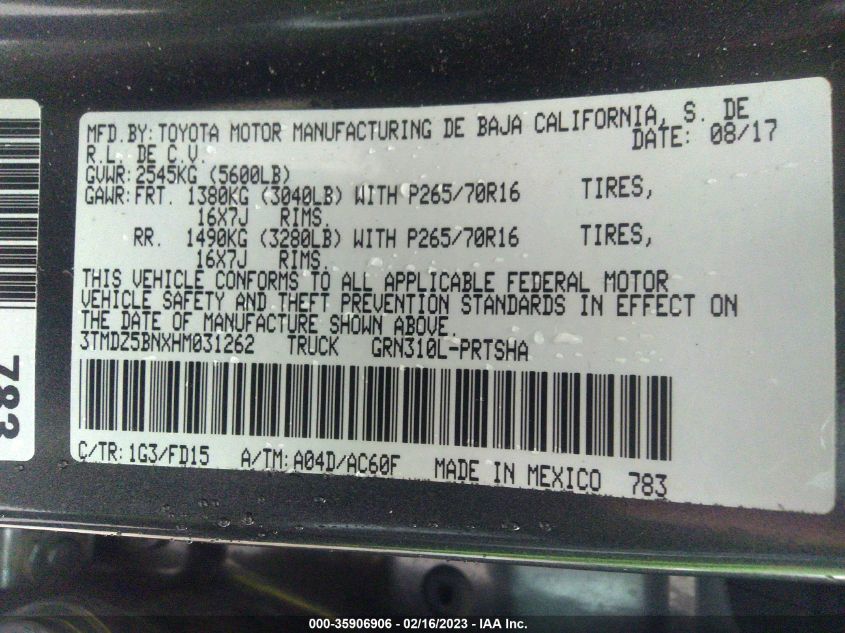 MFD.BY: TOYOTA MOTOR MANUFACTURING DE BAJA CALIFORNIA, S. DE
R.L. DE C.V. DATE: 08/17
GVWR: 2545KG (5600LB)
GAWR: FRT. 1380KG (3040LB) WITH P265/70R16 TIRES,
16X7J RIMS.
RR. 1490KG (3280LB) WITH P265/70R16 TIRES,
16X7J RIMS.
THIS VEHICLE CONFORMS TO ALL APPLICABLE FEDERAL MOTOR
VEHICLE SAFETY AND THEFT PREVENTION STANDARDS IN EFFECT ON
THE DATE OF MANUFACTURE SHOWN ABOVE.
3TMDZ5BNXHM031262 TRUCK GRN310L-PRTSHA
C/TR: 1G3/FD15 A/TM: A04D/AC60F MADE IN MEXICO 783
783
000-35906906 - 02/16/2023 - IAA Inc.